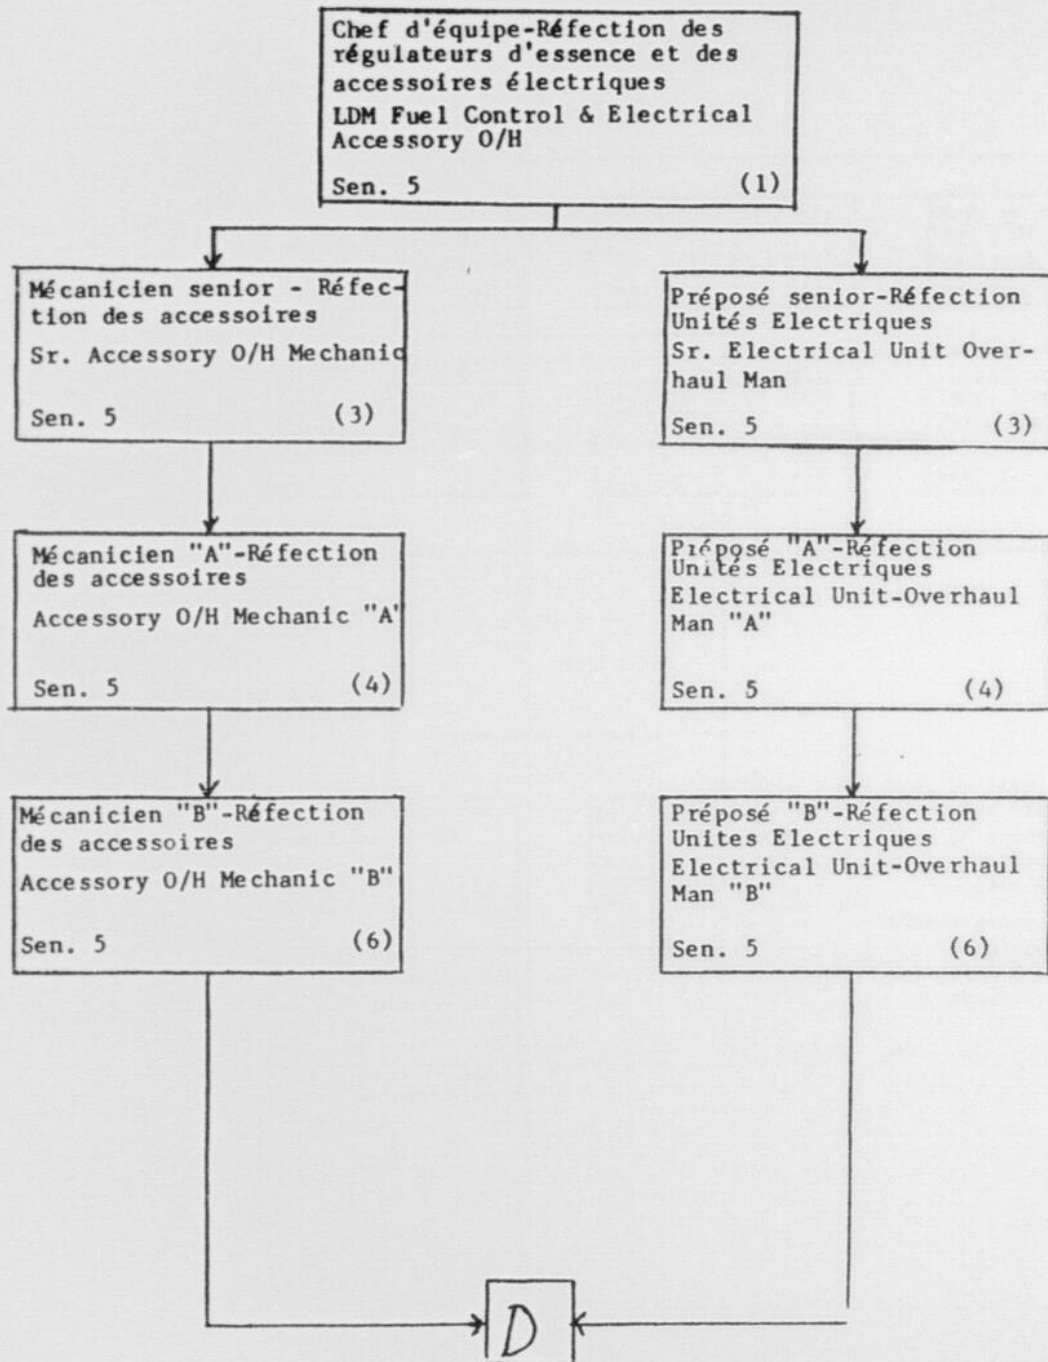 Chef d'équipe-Réfection des
régulateurs d'essence et des
accessoires électriques
LDM Fuel Control & Electrical
Accessory O/H
Sen. 5 (1)
Mécanicien senior - Réfec-
tion des accessoires
Sr. Accessory O/H Mechanic
Sen. 5 (3)
Préposé senior-Réfection
Unités Electriques
Sr. Electrical Unit Over-
haul Man
Sen. 5 (3)
Mécanicien "A"-Réfection
des accessoires
Accessory O/H Mechanic "A'
Sen. 5 (4)
Préposé "A"-Réfection
Unités Electriques
Electrical Unit-Overhaul
Man "A"
Sen. 5 (4)
Mécanicien "B"-Réfection
des accessoires
Accessory O/H Mechanic "B"
Sen. 5 (6)
Préposé "B"-Réfection
Unites Electriques
Electrical Unit-Overhaul
Man "B"
Sen. 5 (6)
D